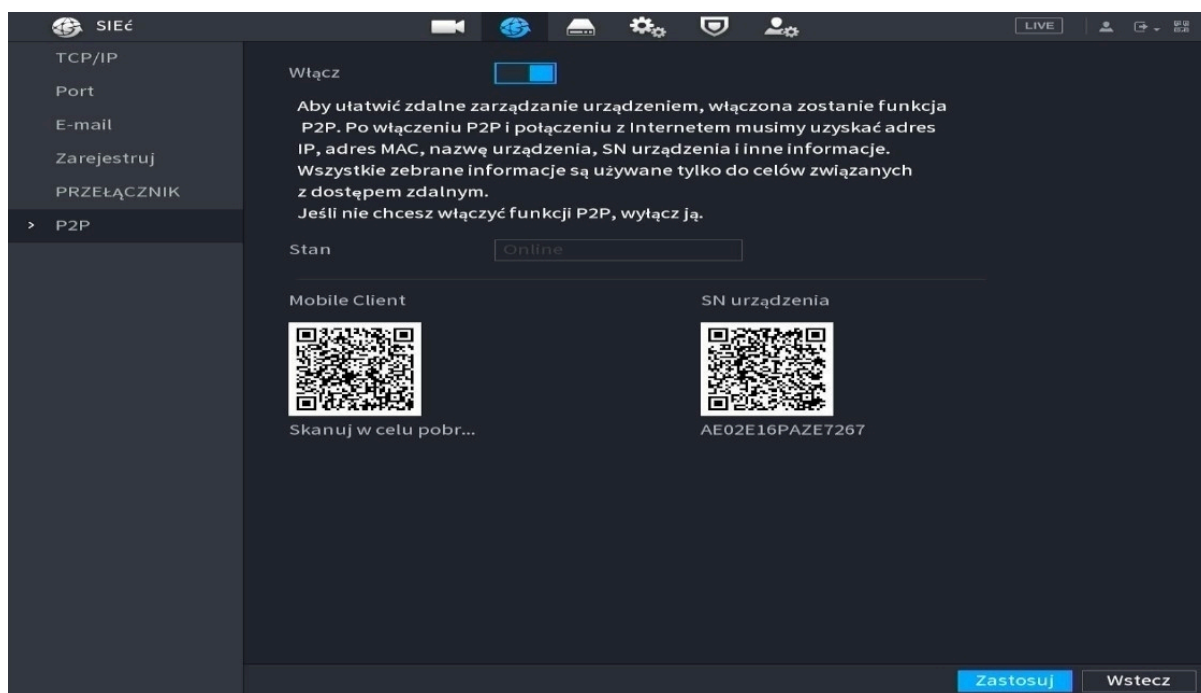 SIEć
LIVE
TCP/IP
Port
E-mail
Zarejestruj
PRZEŁĄCZNIK
> P2P
Włącz
Aby ułatwić zdalne zarządzanie urządzeniem, włączona zostanie funkcja
P2P. Po włączeniu P2P i połączeniu z Internetem musimy uzyskać adres
IP, adres MAC, nazwę urządzenia, SN urządzenia i inne informacje.
Wszystkie zebrane informacje są używane tylko do celów związanych
z dostępem zdalnym.
Jeśli nie chcesz włączyć funkcji P2P, wyłącz ją.
Stan
Online
Mobile Client
SN urządzenia
Skanuj w celu pobr...
AE02E16PAZE7267
Zastosuj
Wstecz